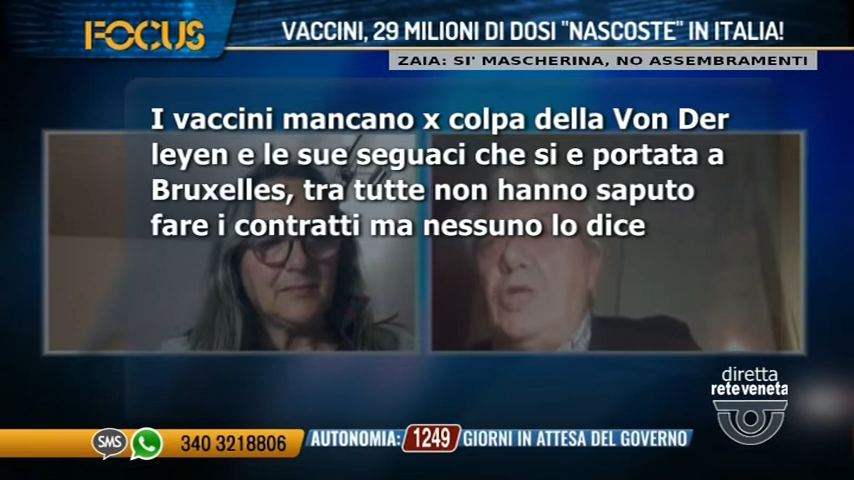 FOCUS
VACCINI, 29 MILIONI DI DOSI "NASCOSTE" IN ITALIA!
ZAIA: SI' MASCHERINA, NO ASSEMBRAMENTI
I vaccini mancano x colpa della Von Der
leyen e le sue seguaci che si e portata a
Bruxelles, tra tutte non hanno saputo
fare i contratti ma nessuno lo dice
diretta
reteveneta
SMS 340 3218806 AUTONOMIA: 1249 GIORNI IN ATTESA DEL GOVERNO